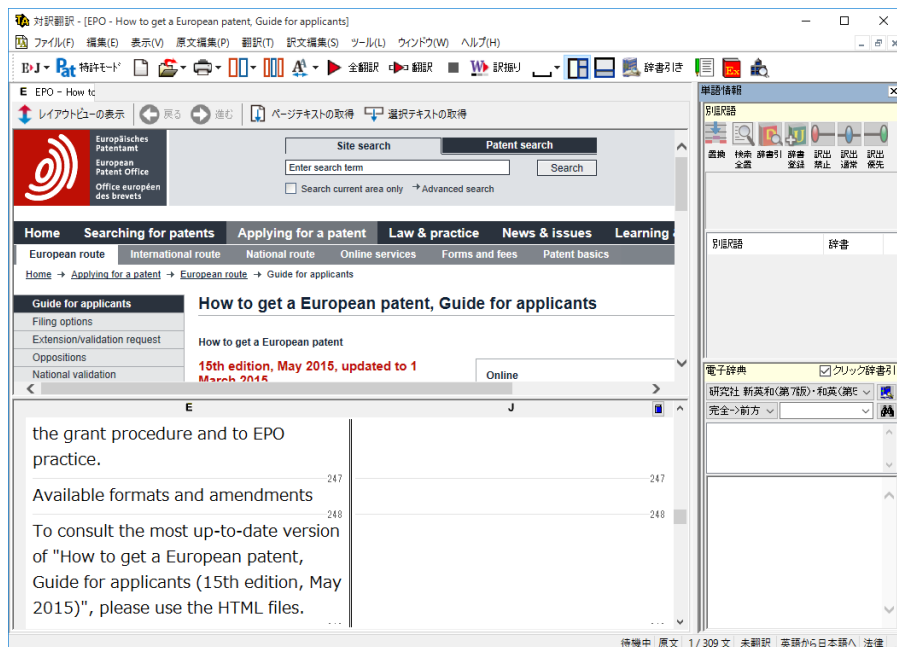 対訳翻訳 - [EPO - How to get a European patent, Guide for applicants]
ファイル(F) 編集(E) 表示(V) 原文編集(P) 翻訳(T) 訳文編集(S) ツール(L) ウィンドウ(W) ヘルプ(H)
E▸J Pat 特許モード 全翻訳 翻訳 訳振り 辞書引き
E EPO - How to
レイアウトビューの表示 戻る 進む ページテキストの取得 選択テキストの取得
Europäisches
Patentamt
European
Patent Office
Office européen
des brevets
Site search Patent search
Enter search term Search
Search current area only Advanced search
Home Searching for patents Applying for a patent Law & practice News & issues Learning
European route International route National route Online services Forms and fees Patent basics
Home → Applying for a patent → European route → Guide for applicants
Guide for applicants
Filing options
Extension/validation request
Oppositions
National validation
How to get a European patent, Guide for applicants
How to get a European patent
15th edition, May 2015, updated to 1
March 2015
Online
E J
the grant procedure and to EPO
practice.
247 247
Available formats and amendments
248 248
To consult the most up-to-date version
of "How to get a European patent,
Guide for applicants (15th edition, May
2015)", please use the HTML files.
単語情報
別訳語
置換 検索全置 辞書引 辞書登録 訳出禁止 訳出通常 訳出優先
別訳語 辞書
電子辞典 クリック辞書引
研究社 新英和(第7版)・和英(第5
完全->前方
待機中 原文 1 / 309 文 未翻訳 英語から日本語へ 法律